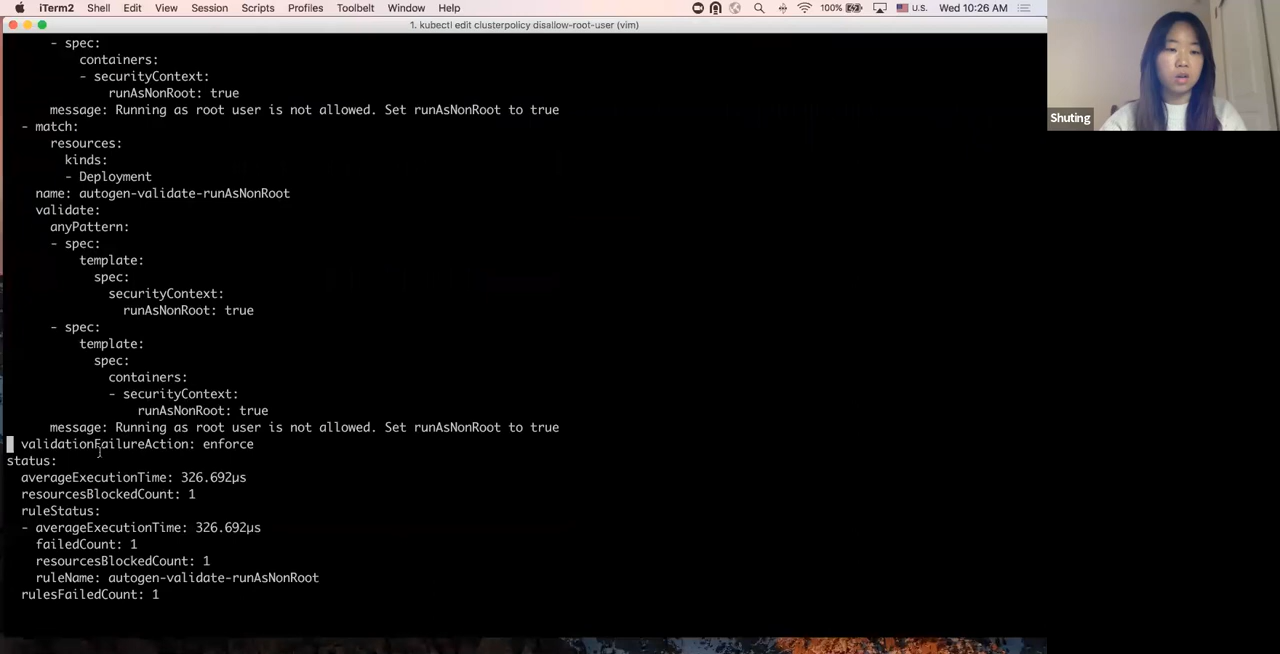 iTerm2 Shell Edit View Session Scripts Profiles Toolbelt Window Help 100% U.S. Wed 10:26 AM
1. kubectl edit clusterpolicy disallow-root-user (vim)
- spec:
containers:
- securityContext:
runAsNonRoot: true
message: Running as root user is not allowed. Set runAsNonRoot to true
- match:
resources:
kinds:
- Deployment
name: autogen-validate-runAsNonRoot
validate:
anyPattern:
- spec:
template:
spec:
securityContext:
runAsNonRoot: true
- spec:
template:
spec:
containers:
- securityContext:
runAsNonRoot: true
message: Running as root user is not allowed. Set runAsNonRoot to true
validationFailureAction: enforce
status:
averageExecutionTime: 326.692µs
resourcesBlockedCount: 1
ruleStatus:
- averageExecutionTime: 326.692µs
failedCount: 1
resourcesBlockedCount: 1
ruleName: autogen-validate-runAsNonRoot
rulesFailedCount: 1
Shuting